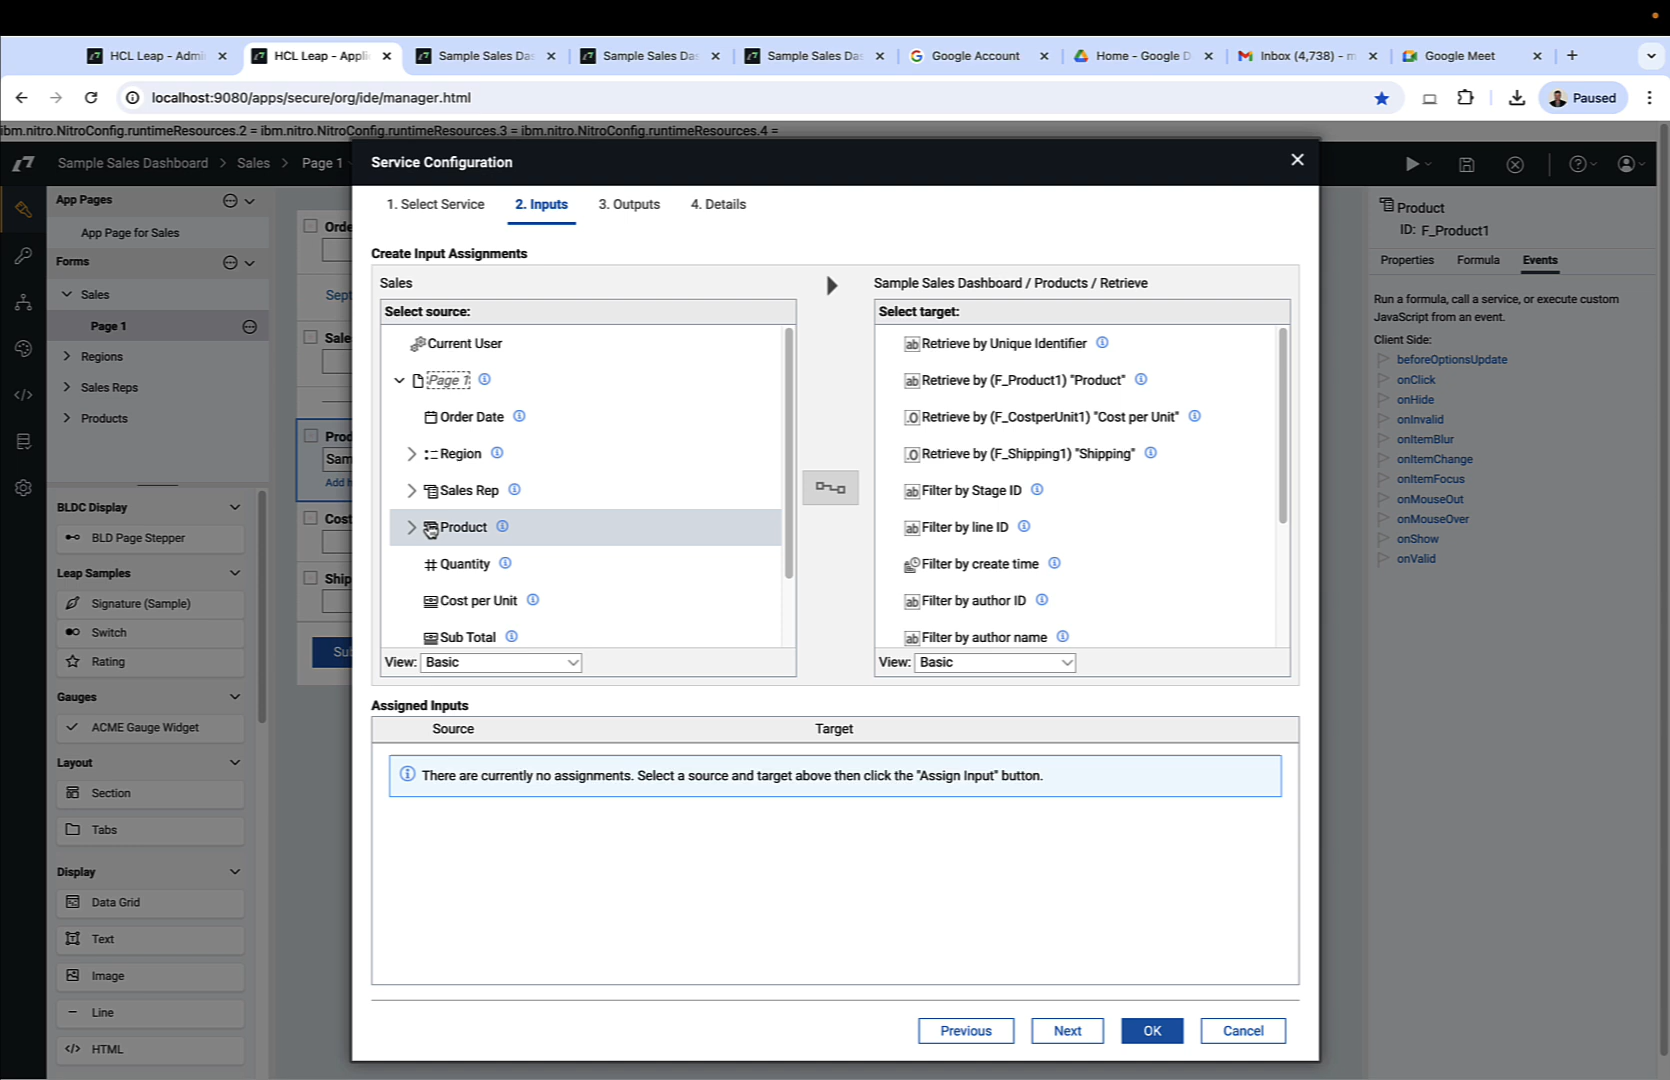 HCL Leap - Admi
HCL Leap - Appli
Sample Sales Das
Sample Sales Das
Sample Sales Das
Google Account
Home - Google D
Inbox (4,738) - m
Google Meet
localhost:9080/apps/secure/org/ide/manager.html
Paused
ibm.nitro.NitroConfig.runtimeResources.2 = ibm.nitro.NitroConfig.runtimeResources.3 = ibm.nitro.NitroConfig.runtimeResources.4 =
Sample Sales Dashboard > Sales > Page 1
App Pages
App Page for Sales
Forms
Sales
Page 1
Regions
Sales Reps
Products
BLDC Display
BLD Page Stepper
Leap Samples
Signature (Sample)
Switch
Rating
Gauges
ACME Gauge Widget
Layout
Section
Tabs
Display
Data Grid
Text
Image
Line
HTML
Orde
Sept
Sale
Prod
Sam
Add h
Cost
Ship
Su
Service Configuration
1. Select Service
2. Inputs
3. Outputs
4. Details
Create Input Assignments
Sales
Select source:
Current User
Page 1
Order Date
Region
Sales Rep
Product
Quantity
Cost per Unit
Sub Total
View: Basic
Sample Sales Dashboard / Products / Retrieve
Select target:
Retrieve by Unique Identifier
Retrieve by (F_Product1) "Product"
Retrieve by (F_CostperUnit1) "Cost per Unit"
Retrieve by (F_Shipping1) "Shipping"
Filter by Stage ID
Filter by line ID
Filter by create time
Filter by author ID
Filter by author name
View: Basic
Assigned Inputs
Source
Target
There are currently no assignments. Select a source and target above then click the "Assign Input" button.
Previous
Next
OK
Cancel
Product
ID: F_Product1
Properties
Formula
Events
Run a formula, call a service, or execute custom
JavaScript from an event.
Client Side:
beforeOptionsUpdate
onClick
onHide
onInvalid
onItemBlur
onItemChange
onItemFocus
onMouseOut
onMouseOver
onShow
onValid